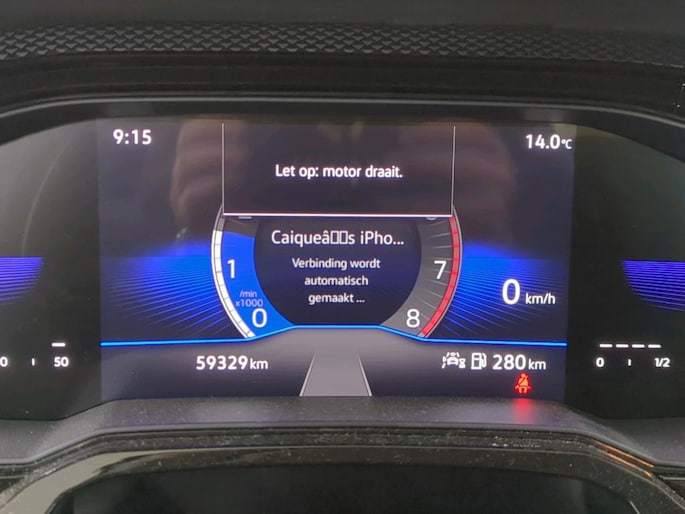 9:15
14.0°C
Let op: motor draait.
Caiqueâ▯▯s iPho...
Verbinding wordt
automatisch
gemaakt ...
1
7
/min
x1000
0
8
0 km/h
0
50
59329 km
280 km
0
1/2